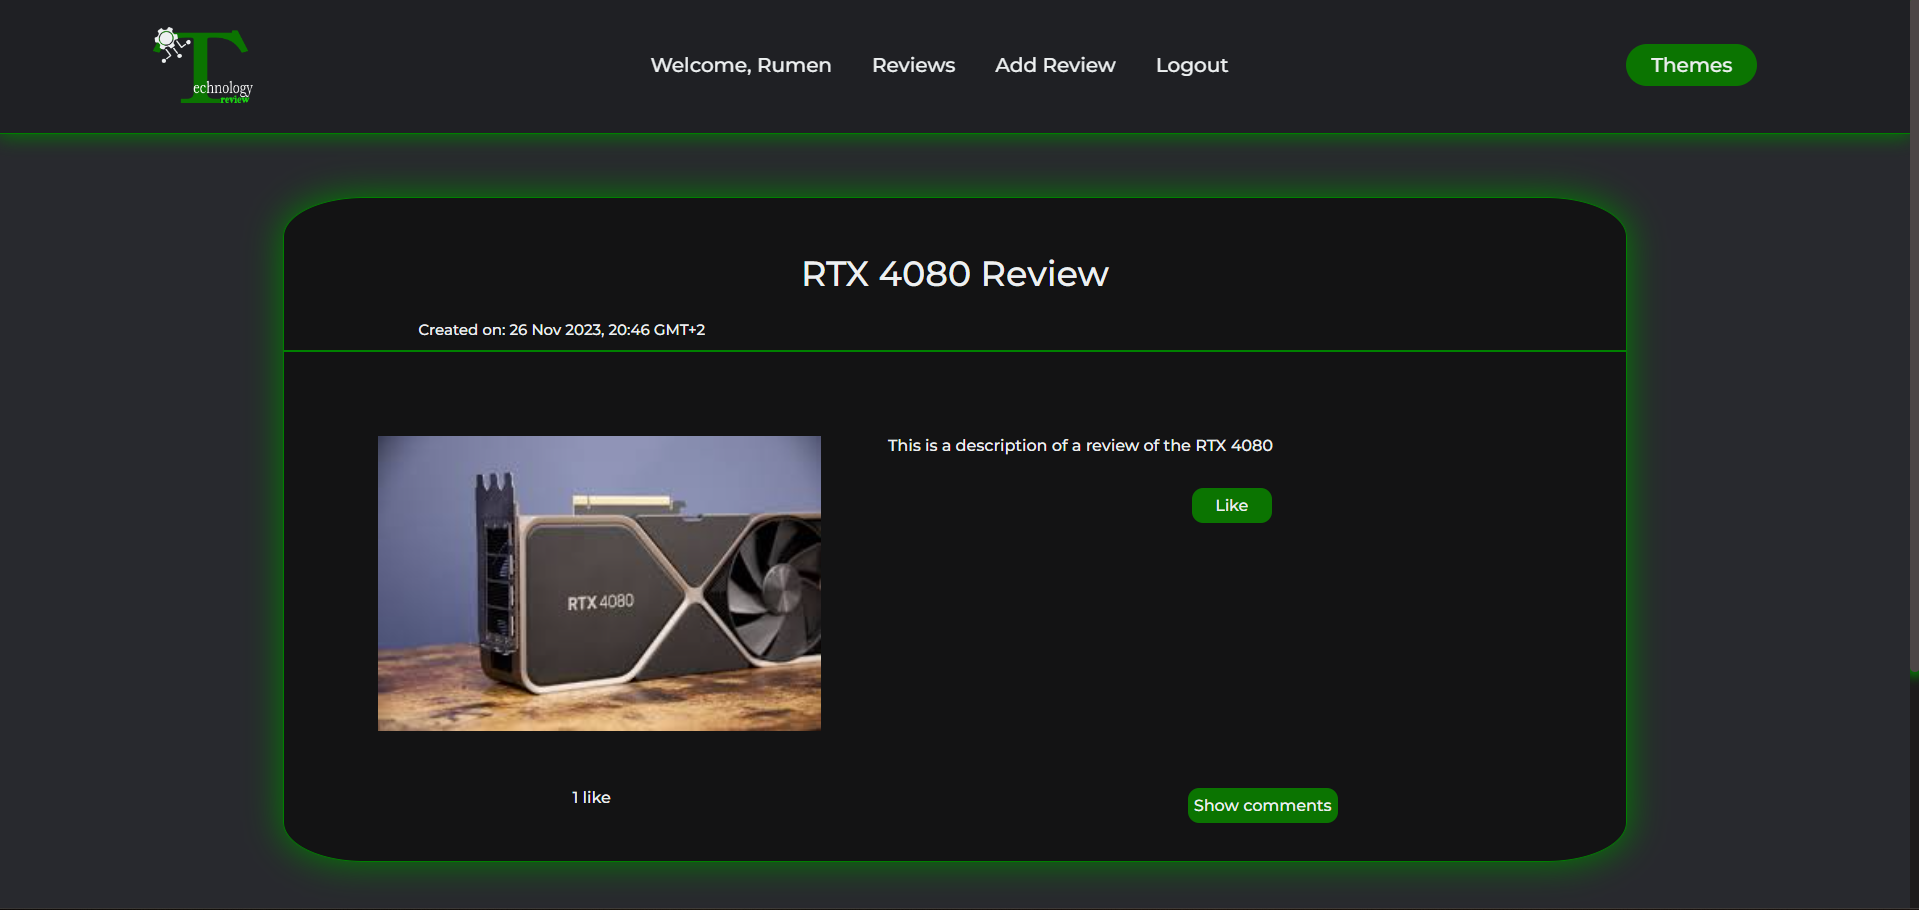 Technology
review
Welcome, Rumen
Reviews
Add Review
Logout
Themes
RTX 4080 Review
Created on: 26 Nov 2023, 20:46 GMT+2
This is a description of a review of the RTX 4080
Like
RTX 4080
1 like
Show comments